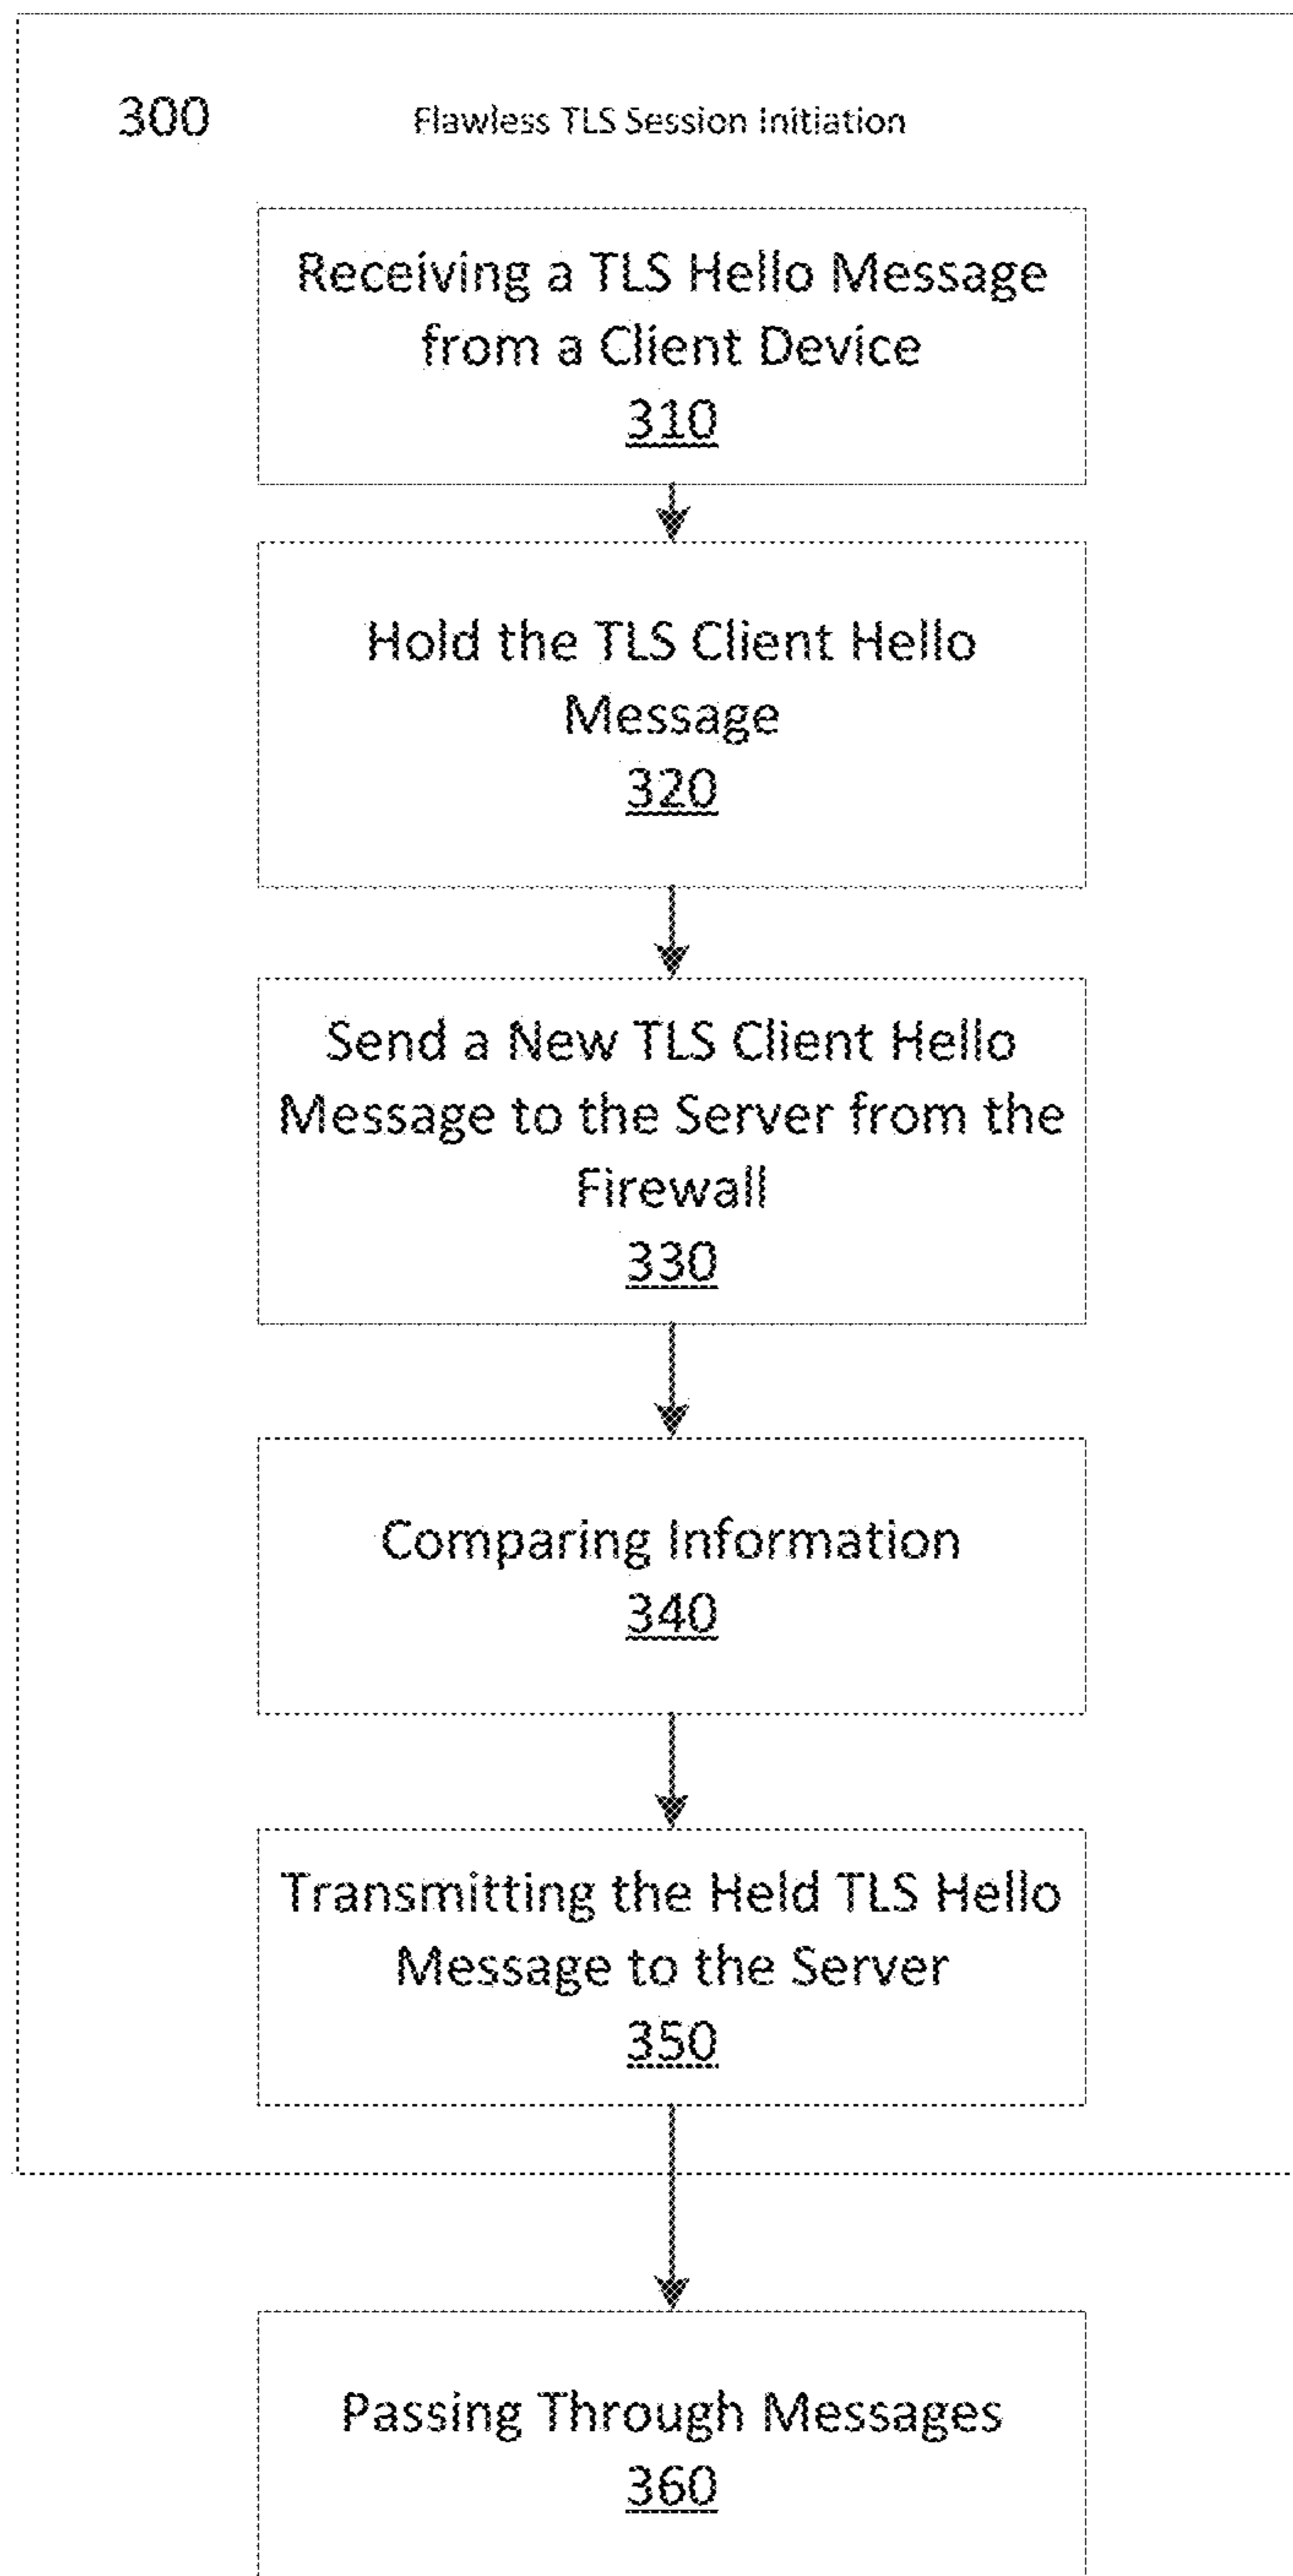 300
Flawless TLS Session Initiation
Receiving a TLS Hello Message
from a Client Device
310
Hold the TLS Client Hello
Message
320
Send a New TLS Client Hello
Message to the Server from the
Firewall
330
Comparing Information
340
Transmitting the Held TLS Hello
Message to the Server
350
Passing Through Messages
360